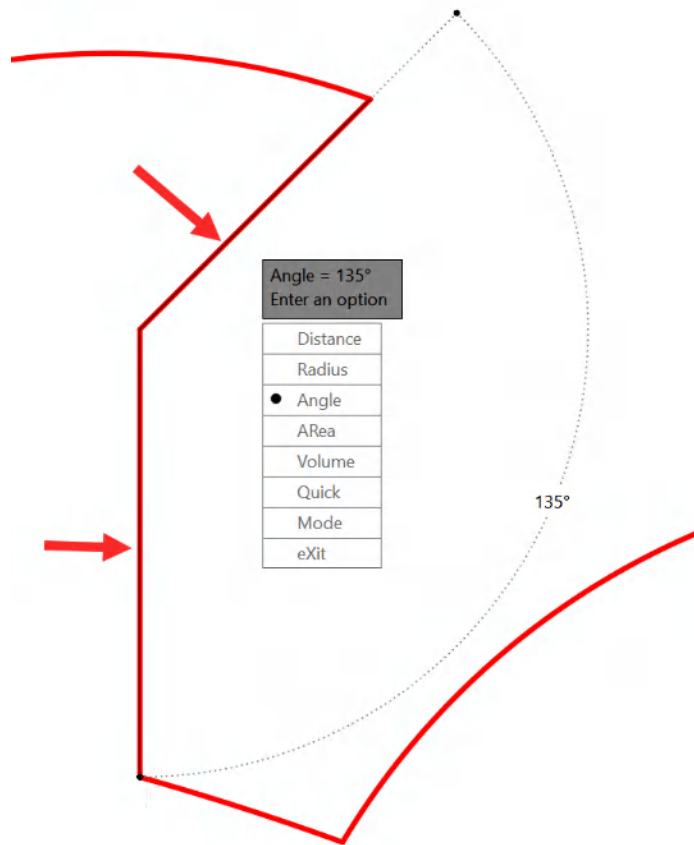 Angle = 135°
Enter an option
Distance
Radius
Angle
ARea
Volume
Quick
Mode
eXit
135°